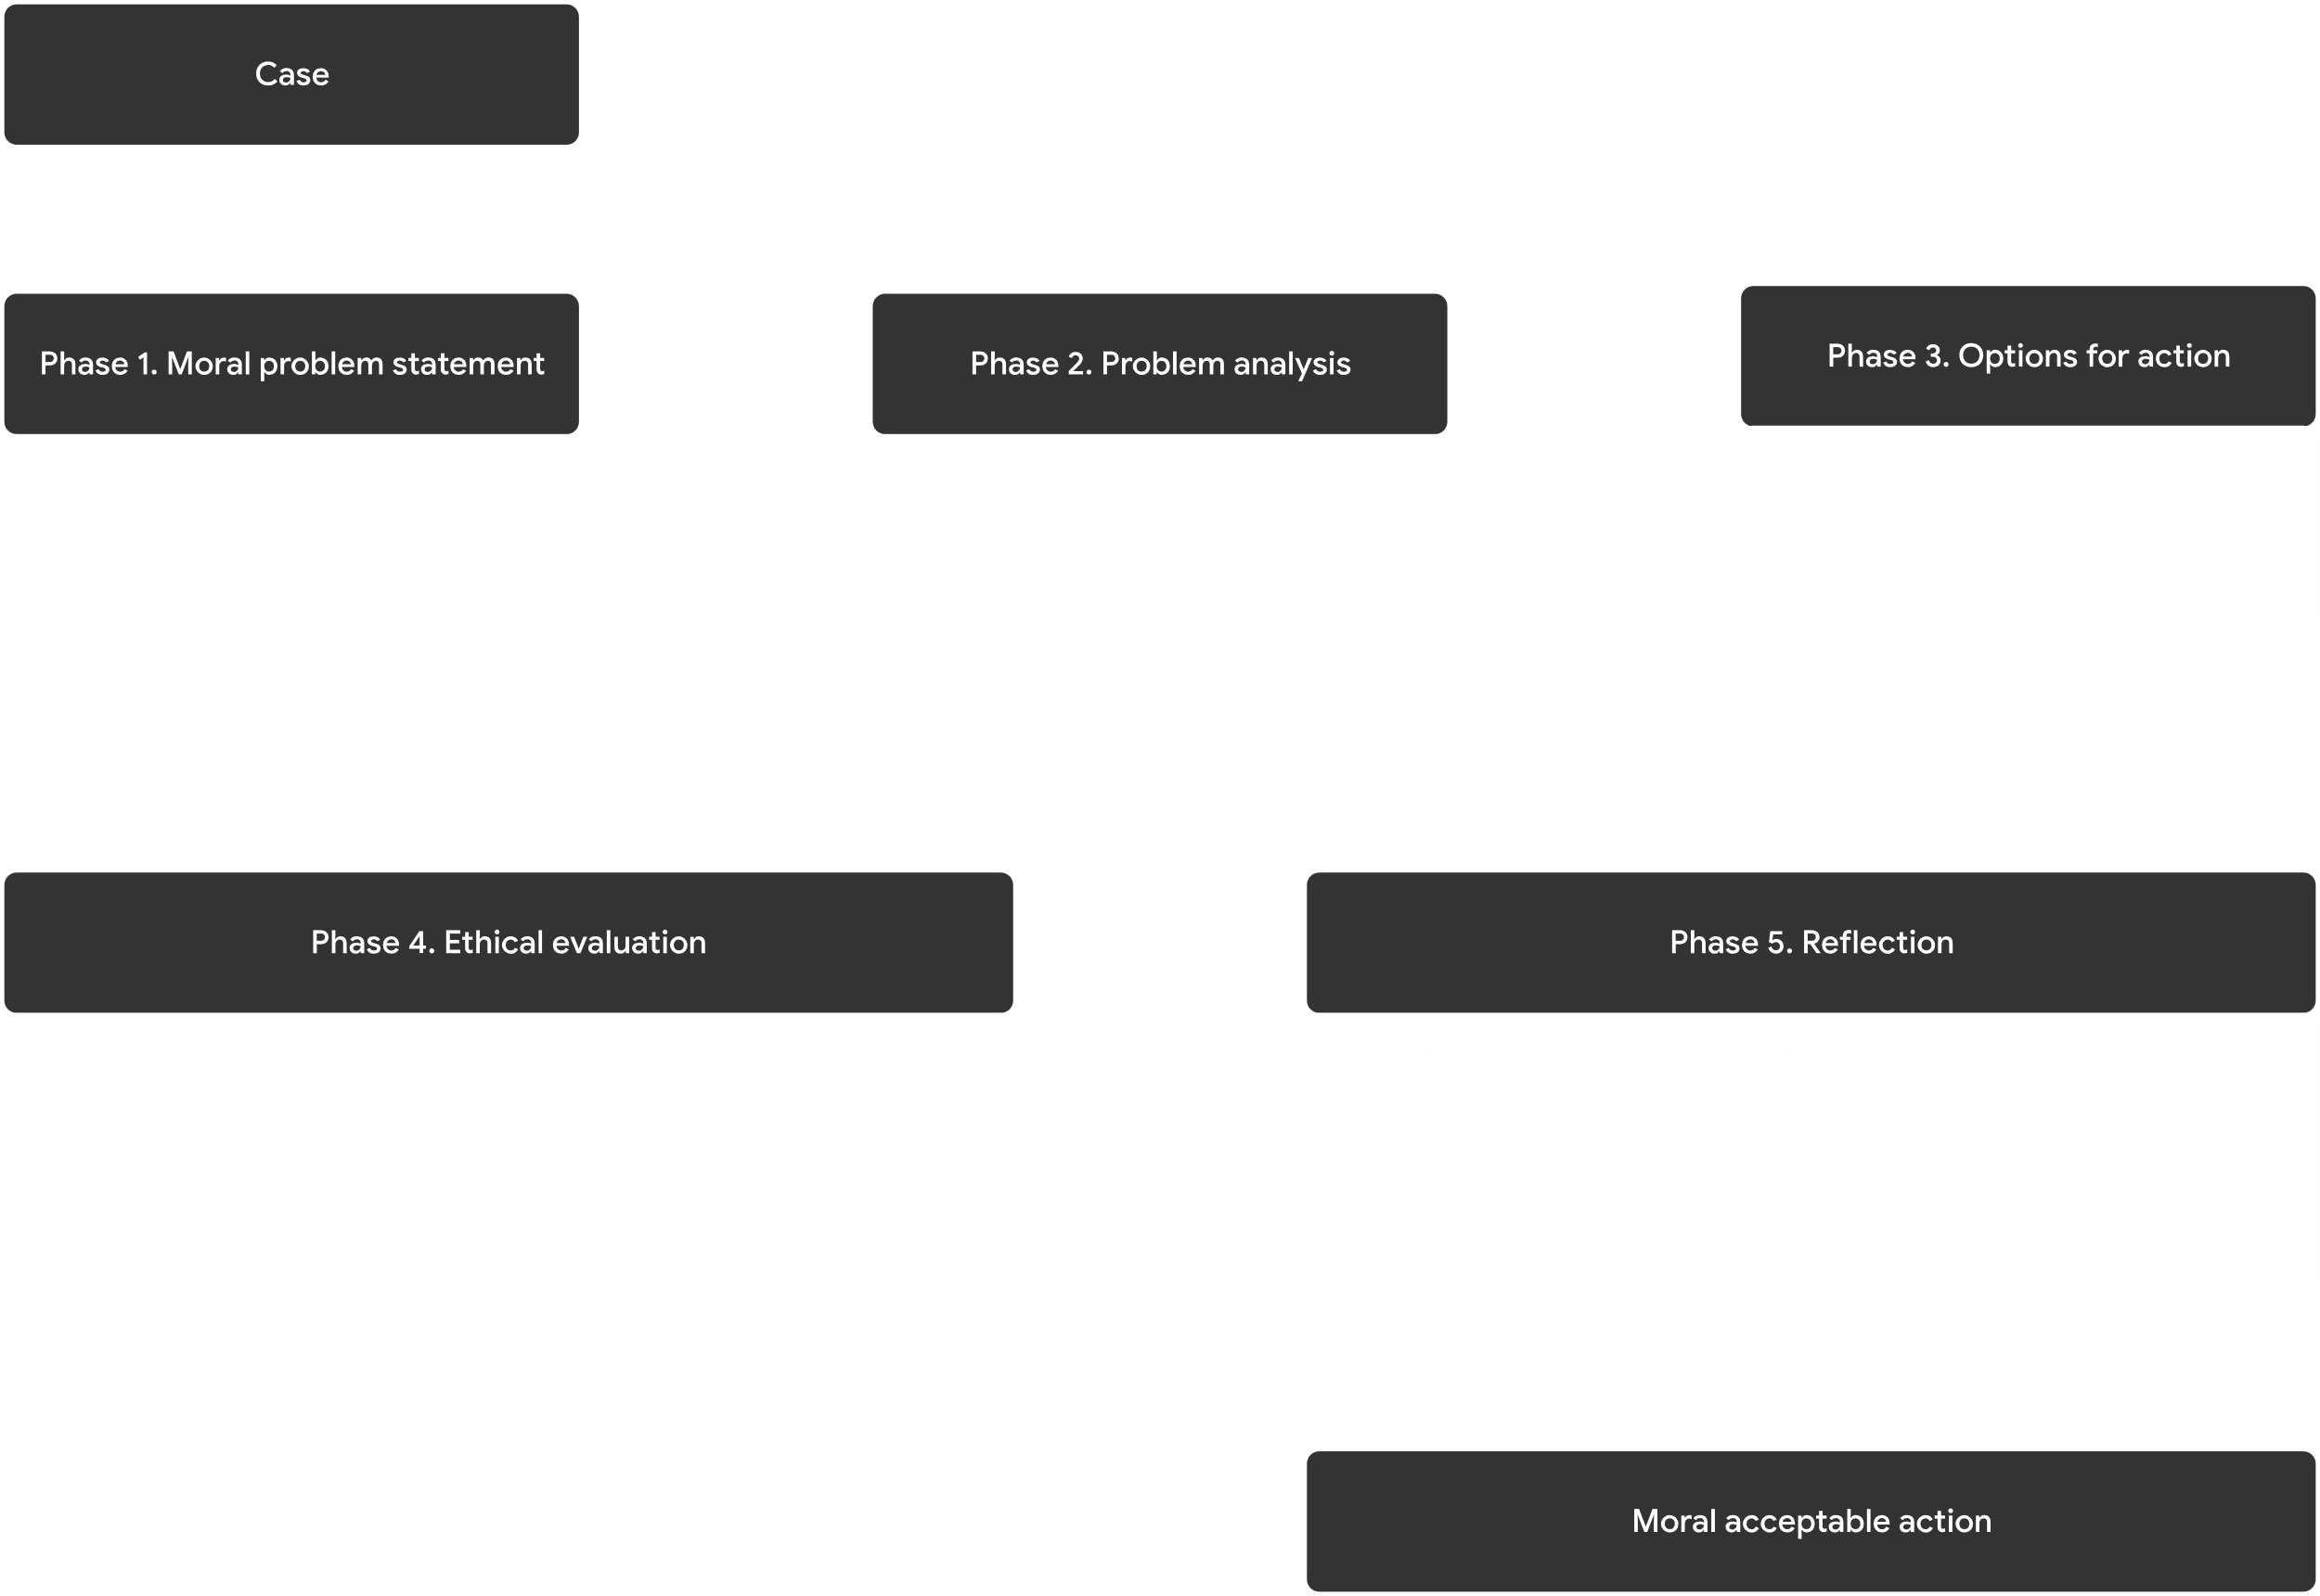 Case
Phase 1. Moral problem statement
Phase 2. Problem analysis
Phase 3. Options for action
Phase 4. Ethical evaluation
Phase 5. Reflection
Moral acceptable action